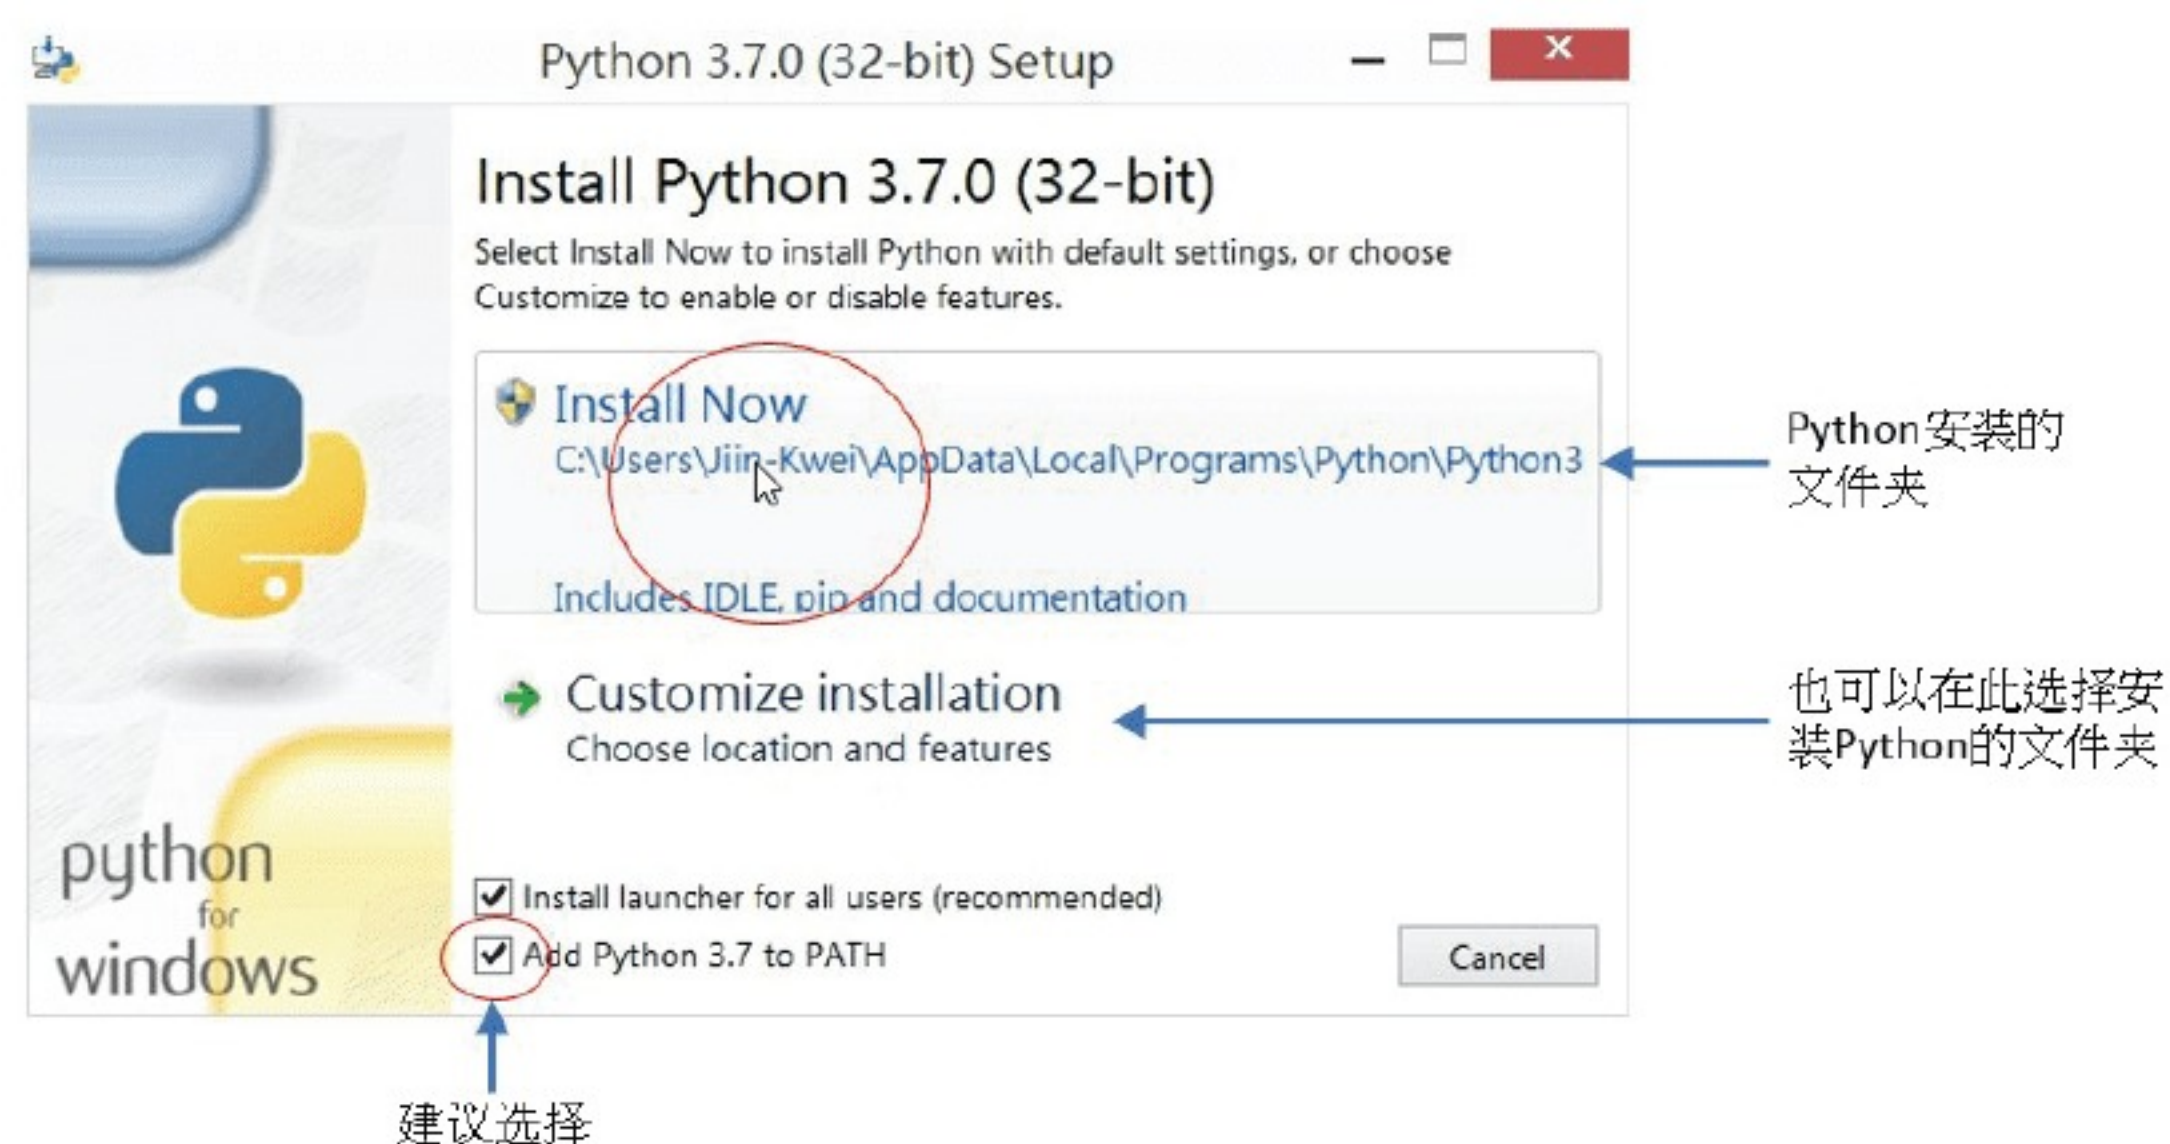 Python 3.7.0 (32-bit) Setup
Install Python 3.7.0 (32-bit)
Select Install Now to install Python with default settings, or choose
Customize to enable or disable features.
Install Now
C:\Users\Jiin-Kwei\AppData\Local\Programs\Python\Python3
Includes IDLE, pip and documentation
Python安装的
文件夹
Customize installation
Choose location and features
也可以在此选择安
装Python的文件夹
python
for
windows
Install launcher for all users (recommended)
Add Python 3.7 to PATH
Cancel
建议选择